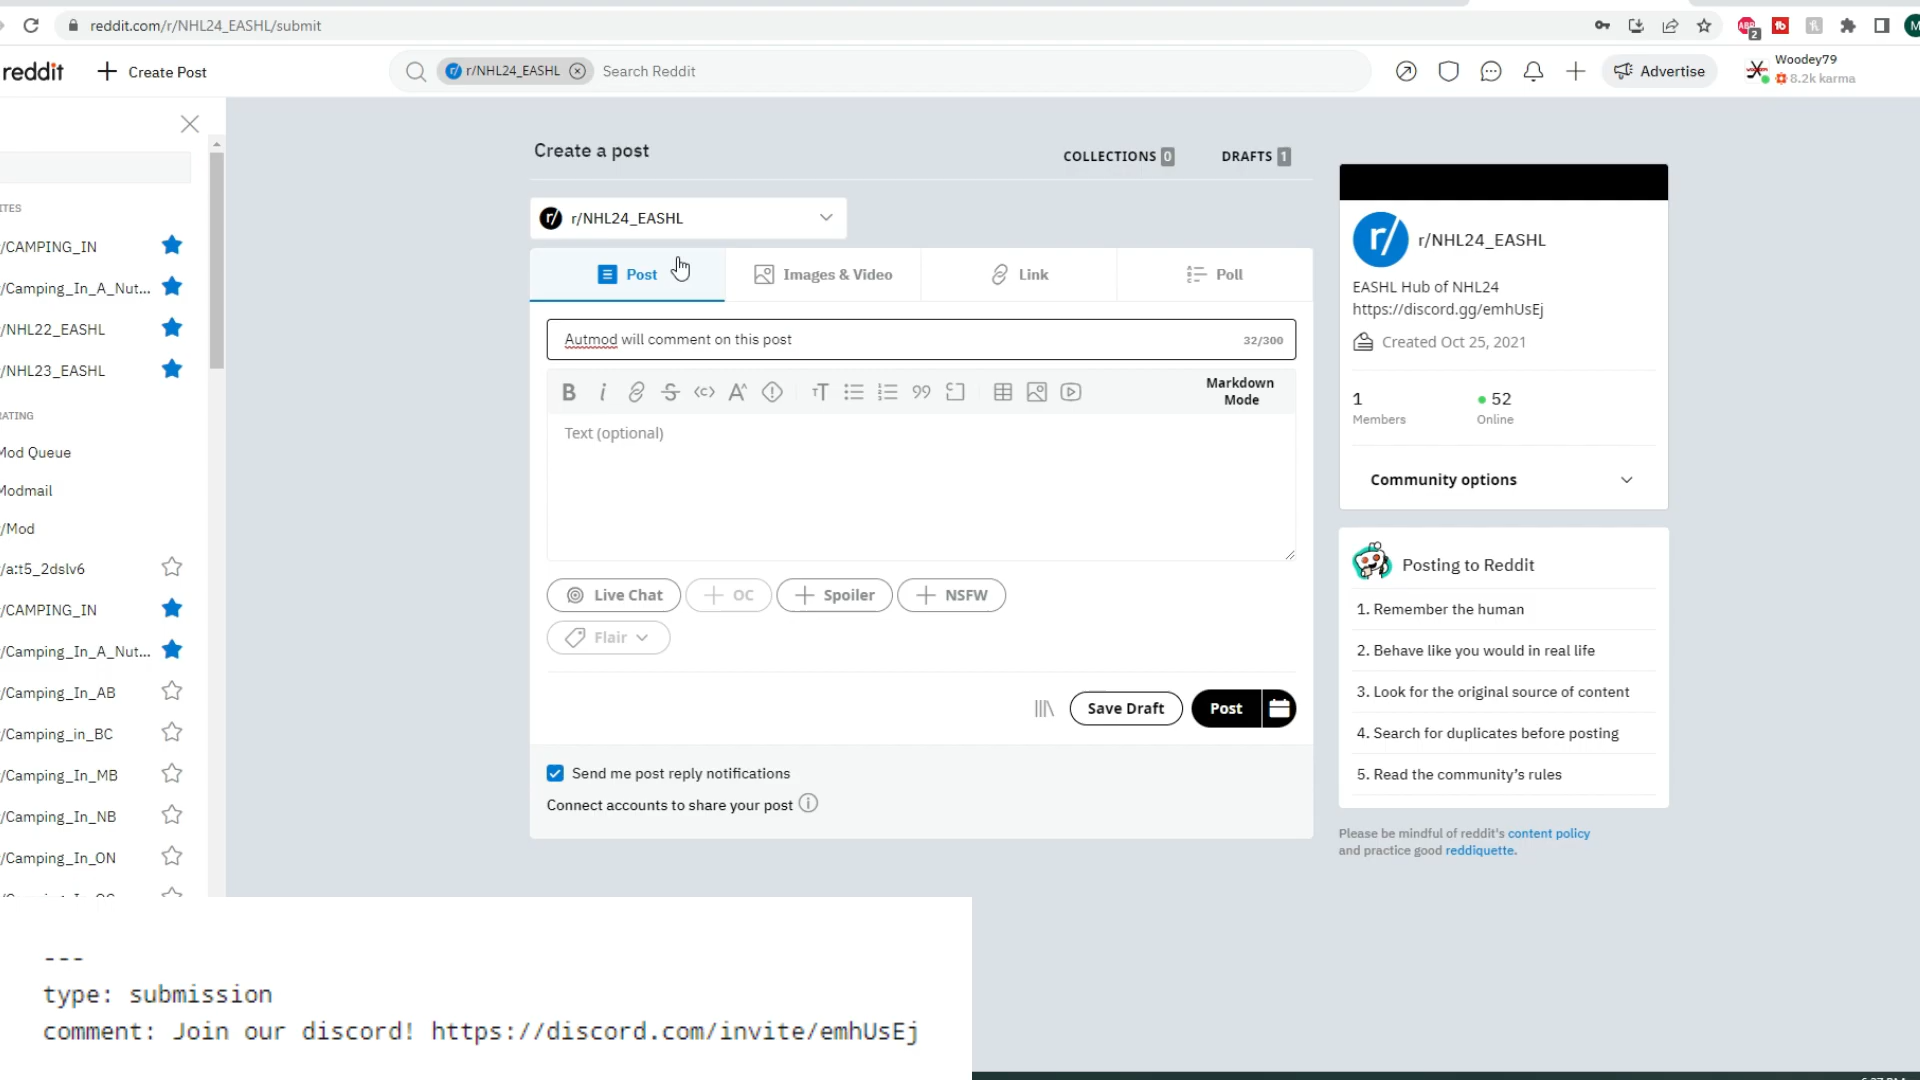 reddit.com/r/NHL24_EASHL/submit
ABP
2
M
reddit
Create Post
r/NHL24_EASHL
Search Reddit
Advertise
Woodey79
8.2k karma
ITES
/CAMPING_IN
/Camping_In_A_Nut...
/NHL22_EASHL
/NHL23_EASHL
RATING
Mod Queue
Modmail
/Mod
/a:t5_2dslv6
/CAMPING_IN
/Camping_In_A_Nut...
/Camping_In_AB
/Camping_in_BC
/Camping_In_MB
/Camping_In_NB
/Camping_In_ON
Create a post
COLLECTIONS 0
DRAFTS 1
r/ r/NHL24_EASHL
Post
Images & Video
Link
Poll
Autmod will comment on this post
32/300
Markdown
Mode
Text (optional)
Live Chat
OC
Spoiler
NSFW
Flair
Save Draft
Post
Send me post reply notifications
Connect accounts to share your post
r/ r/NHL24_EASHL
EASHL Hub of NHL24
https://discord.gg/emhUsEj
Created Oct 25, 2021
1
52
Members
Online
Community options
Posting to Reddit
1. Remember the human
2. Behave like you would in real life
3. Look for the original source of content
4. Search for duplicates before posting
5. Read the community's rules
Please be mindful of reddit's content policy
and practice good reddiquette.
---
type: submission
comment: Join our discord! https://discord.com/invite/emhUsEj